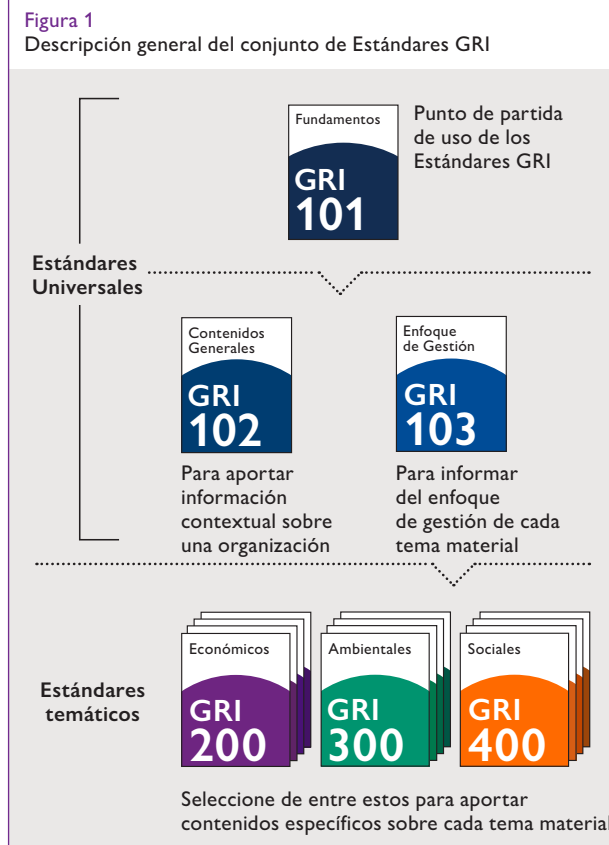 Figura 1
Descripción general del conjunto de Estándares GRI
Fundamentos
GRI
101
Punto de partida
de uso de los
Estándares GRI
Estándares
Universales
Contenidos
Generales
GRI
102
Para aportar
información
contextual sobre
una organización
Enfoque
de Gestión
GRI
103
Para informar
del enfoque
de gestión de cada
tema material
Estándares
temáticos
Económicos
GRI
200
Ambientales
GRI
300
Sociales
GRI
400
Seleccione de entre estos para aportar
contenidos específicos sobre cada tema material